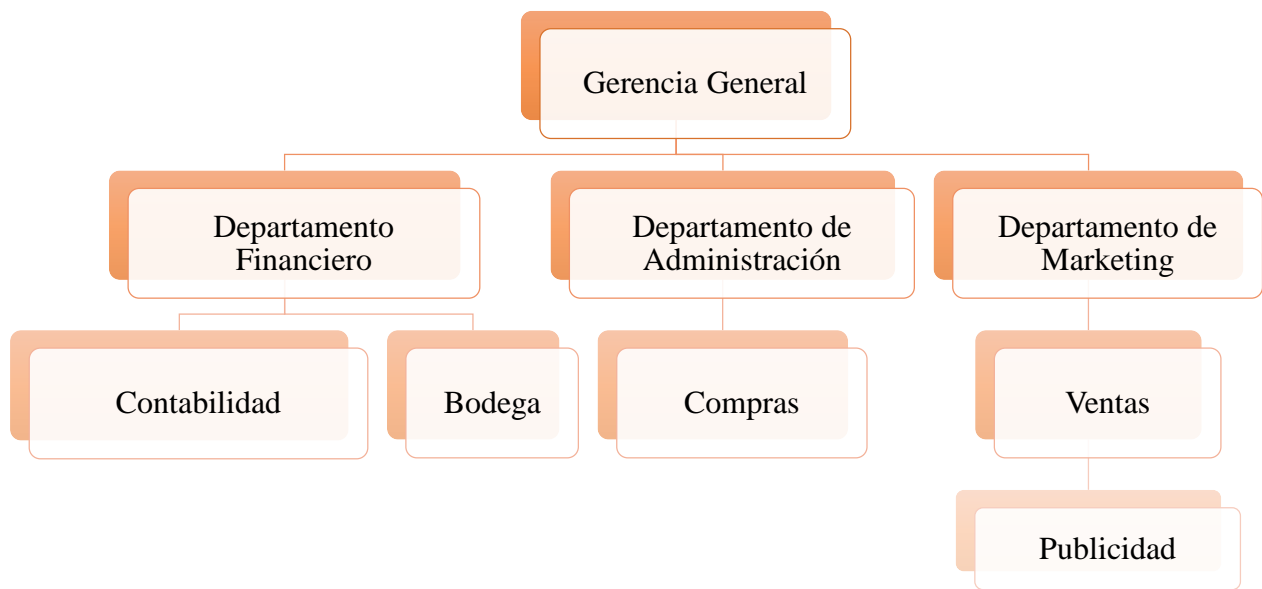 Gerencia General
Departamento
Financiero
Departamento de
Administración
Departamento de
Marketing
Contabilidad
Bodega
Compras
Ventas
Publicidad